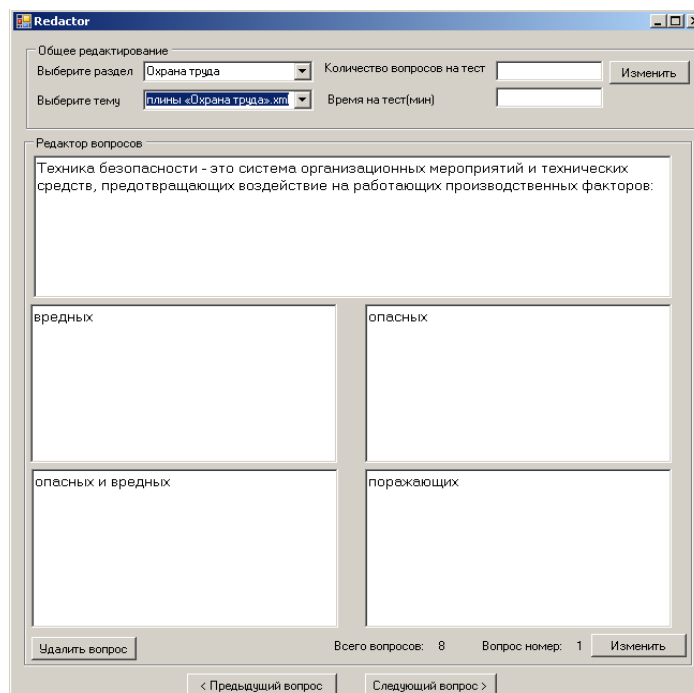 Redactor
Общее редактирование
Выберите раздел Охрана труда Количество вопросов на тест Изменить
Выберите тему плины «Охрана труда».xml Время на тест(мин)
Редактор вопросов
Техника безопасности - это система организационных мероприятий и технических
средств, предотвращающих воздействие на работающих производственных факторов:
вредных опасных
опасных и вредных поражающих
Удалить вопрос Всего вопросов: 8 Вопрос номер: 1 Изменить
< Предыдущий вопрос Следующий вопрос >